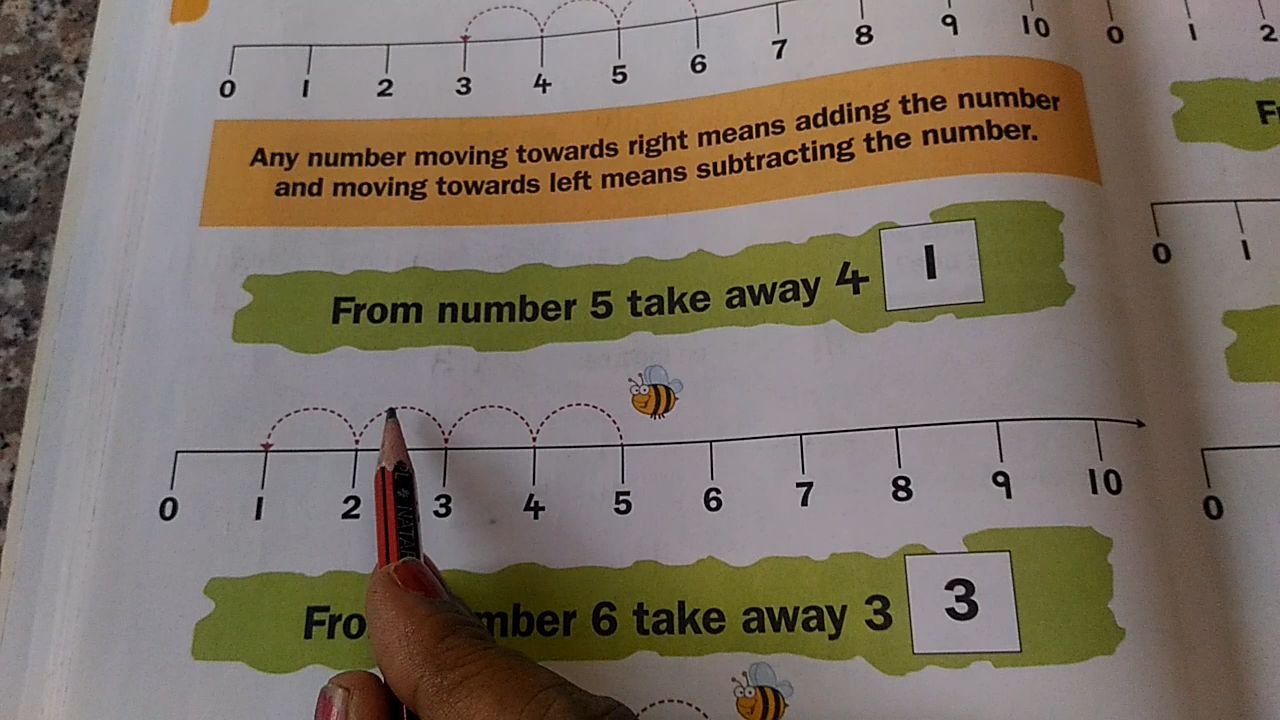 0 1 2 3 4 5 6 7 8 9 10 0 1 2
Any number moving towards right means adding the number
and moving towards left means subtracting the number.
From number 5 take away 4 1
0 1
0 1 2 3 4 5 6 7 8 9 10
0
6 take away 3 3